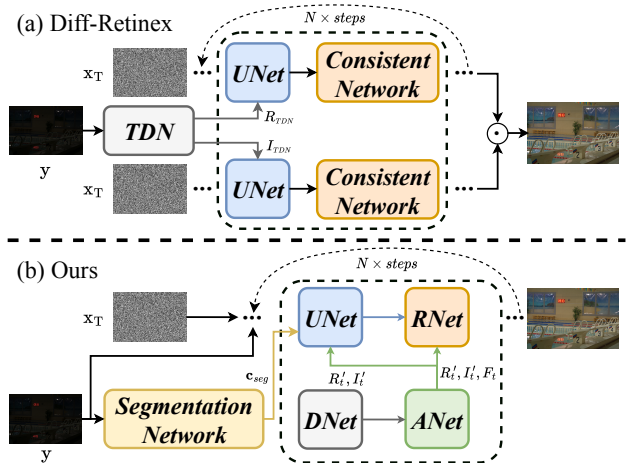 (a) Diff-Retinex
N × steps
x_T
UNet
Consistent
Network
R_TDN
TDN
I_TDN
y
x_T
UNet
Consistent
Network
(b) Ours
N × steps
x_T
UNet
RNet
c_seg
R'_t, I'_t
R'_t, I'_t, F_t
Segmentation
Network
DNet
ANet
y